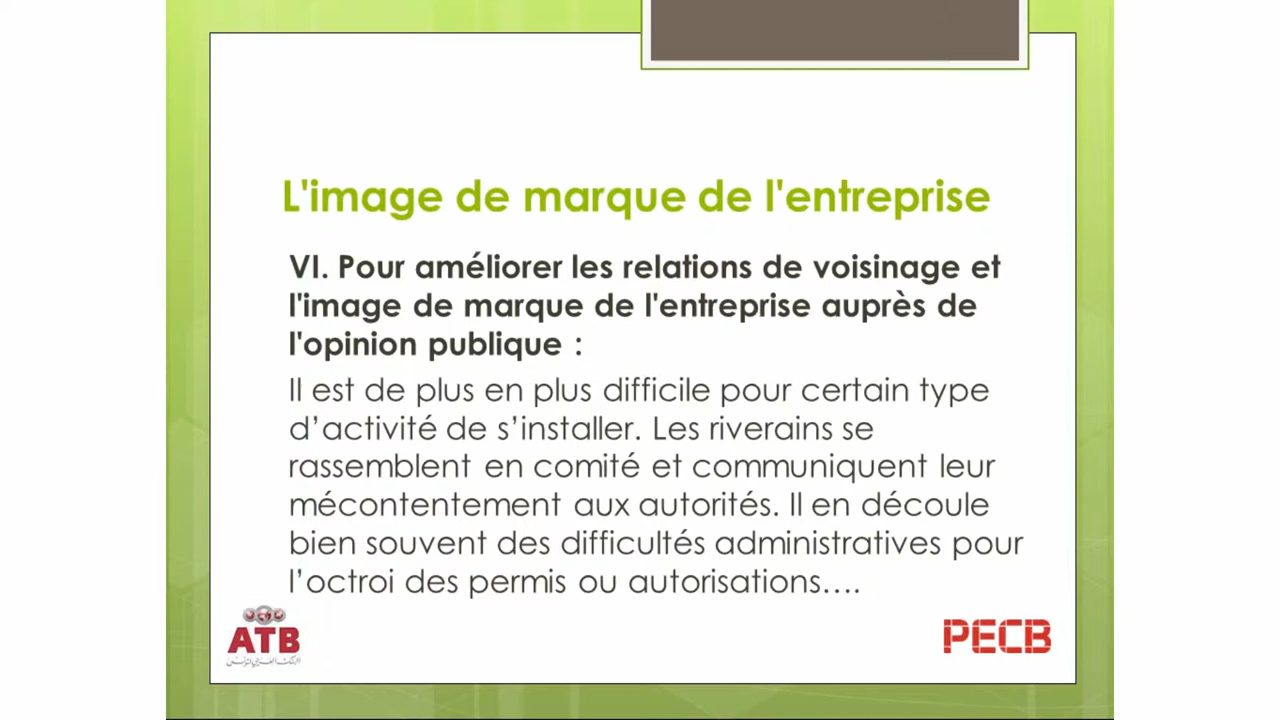 L'image de marque de l'entreprise
VI. Pour améliorer les relations de voisinage et
l'image de marque de l'entreprise auprès de
l'opinion publique :
Il est de plus en plus difficile pour certain type
d’activité de s’installer. Les riverains se
rassemblent en comité et communiquent leur
mécontentement aux autorités. Il en découle
bien souvent des difficultés administratives pour
l’octroi des permis ou autorisations….
ATB
PECB